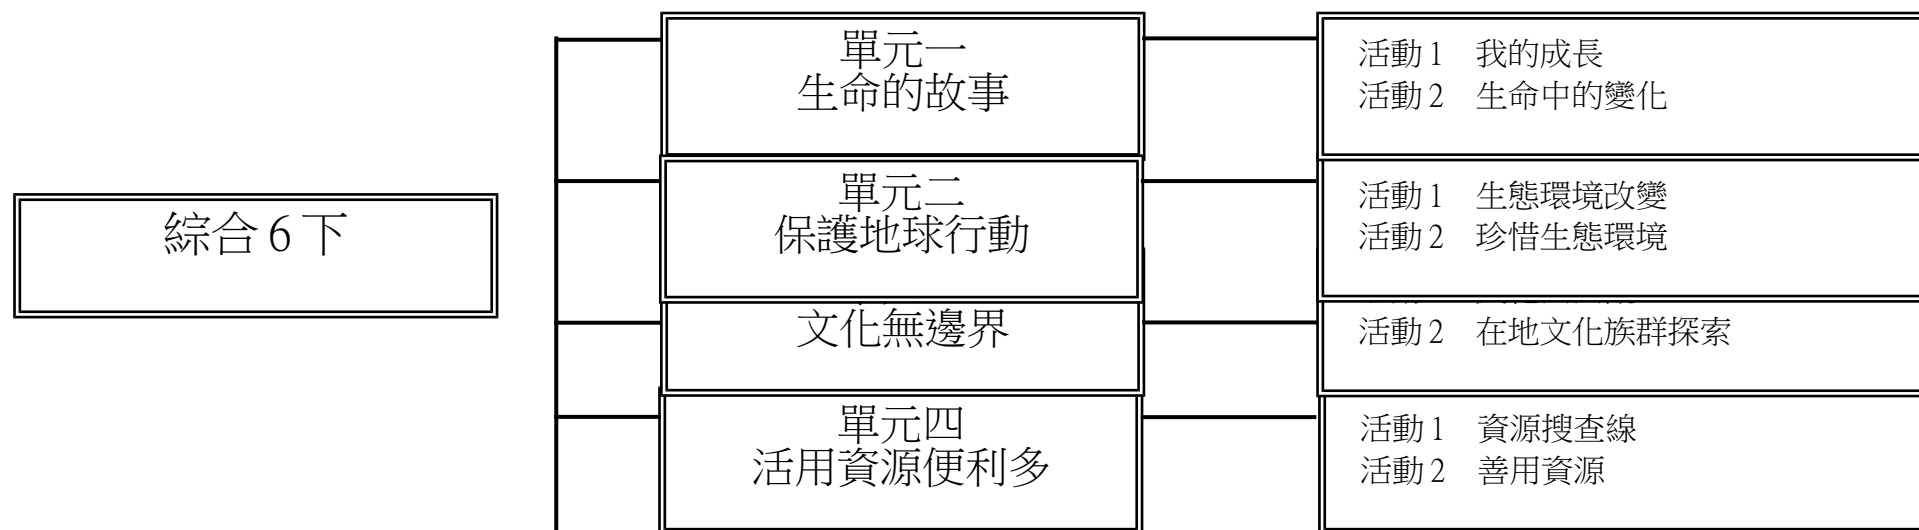 綜合6下
單元一
生命的故事
活動1 我的成長
活動2 生命中的變化
單元二
保護地球行動
活動1 生態環境改變
活動2 珍惜生態環境
文化無邊界
活動2 在地文化族群探索
單元四
活用資源便利多
活動1 資源搜查線
活動2 善用資源